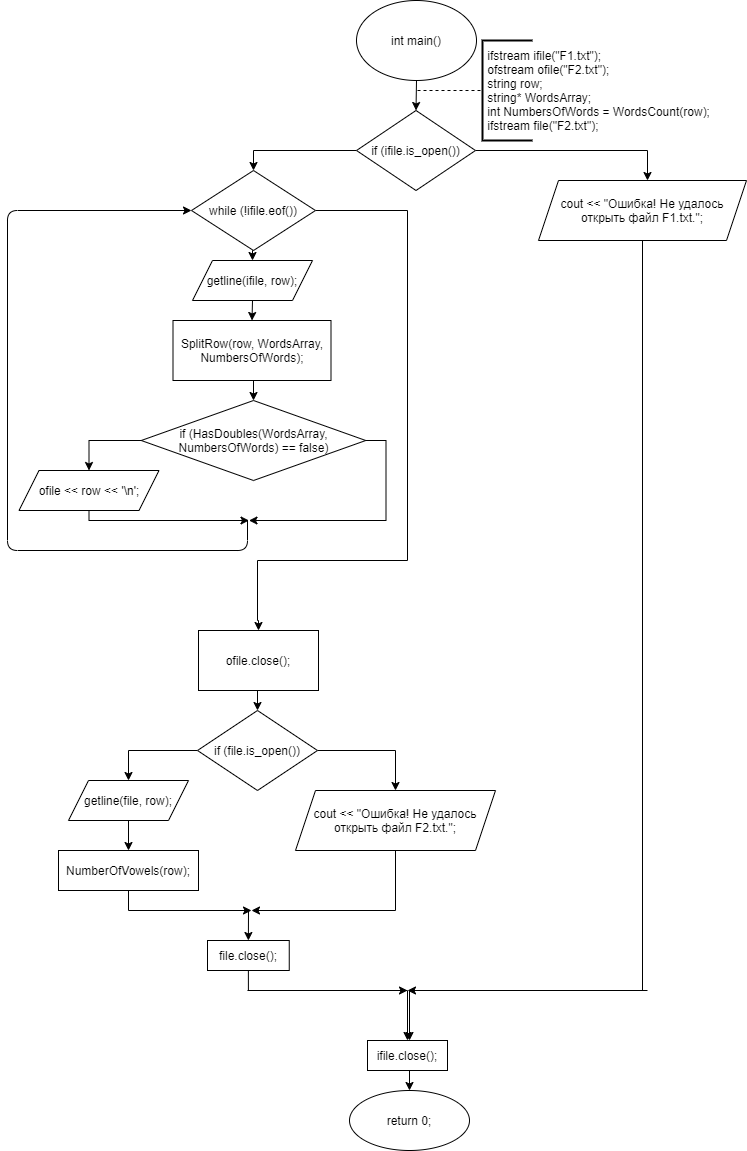 int main()
ifstream ifile("F1.txt");
ofstream ofile("F2.txt");
string row;
string* WordsArray;
int NumbersOfWords = WordsCount(row);
ifstream file("F2.txt");
if (ifile.is_open())
while (!ifile.eof())
cout << "Ошибка! Не удалось
открыть файл F1.txt.";
getline(ifile, row);
SplitRow(row, WordsArray,
NumbersOfWords);
if (HasDoubles(WordsArray,
NumbersOfWords) == false)
ofile << row << '\n';
ofile.close();
if (file.is_open())
getline(file, row);
cout << "Ошибка! Не удалось
открыть файл F2.txt.";
NumberOfVowels(row);
file.close();
ifile.close();
return 0;